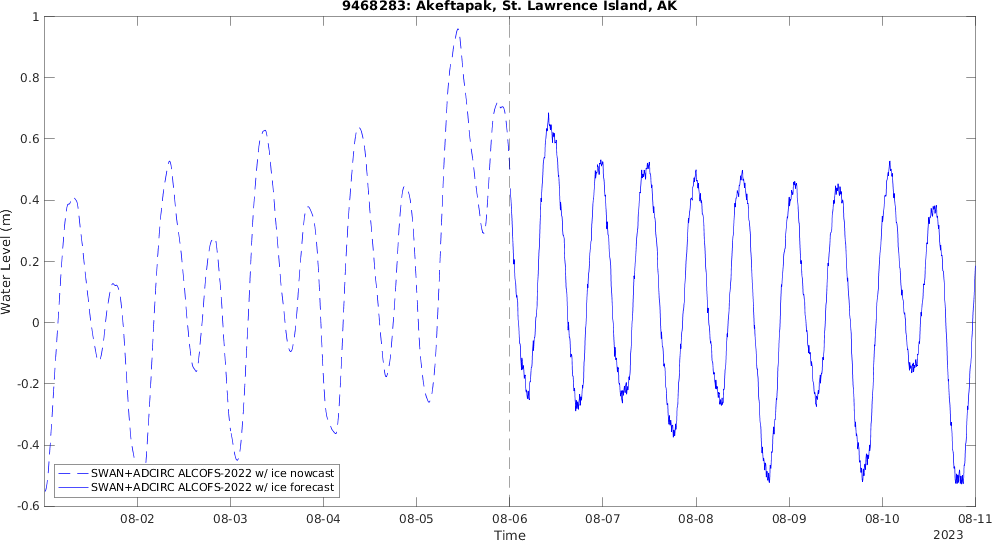 9468283: Akeftapak, St. Lawrence Island, AK
Water Level (m)
1
0.8
0.6
0.4
0.2
0
-0.2
-0.4
-0.6
SWAN+ADCIRC ALCOFS-2022 w/ ice nowcast
SWAN+ADCIRC ALCOFS-2022 w/ ice forecast
08-02 08-03 08-04 08-05 08-06 08-07 08-08 08-09 08-10 08-11
Time
2023